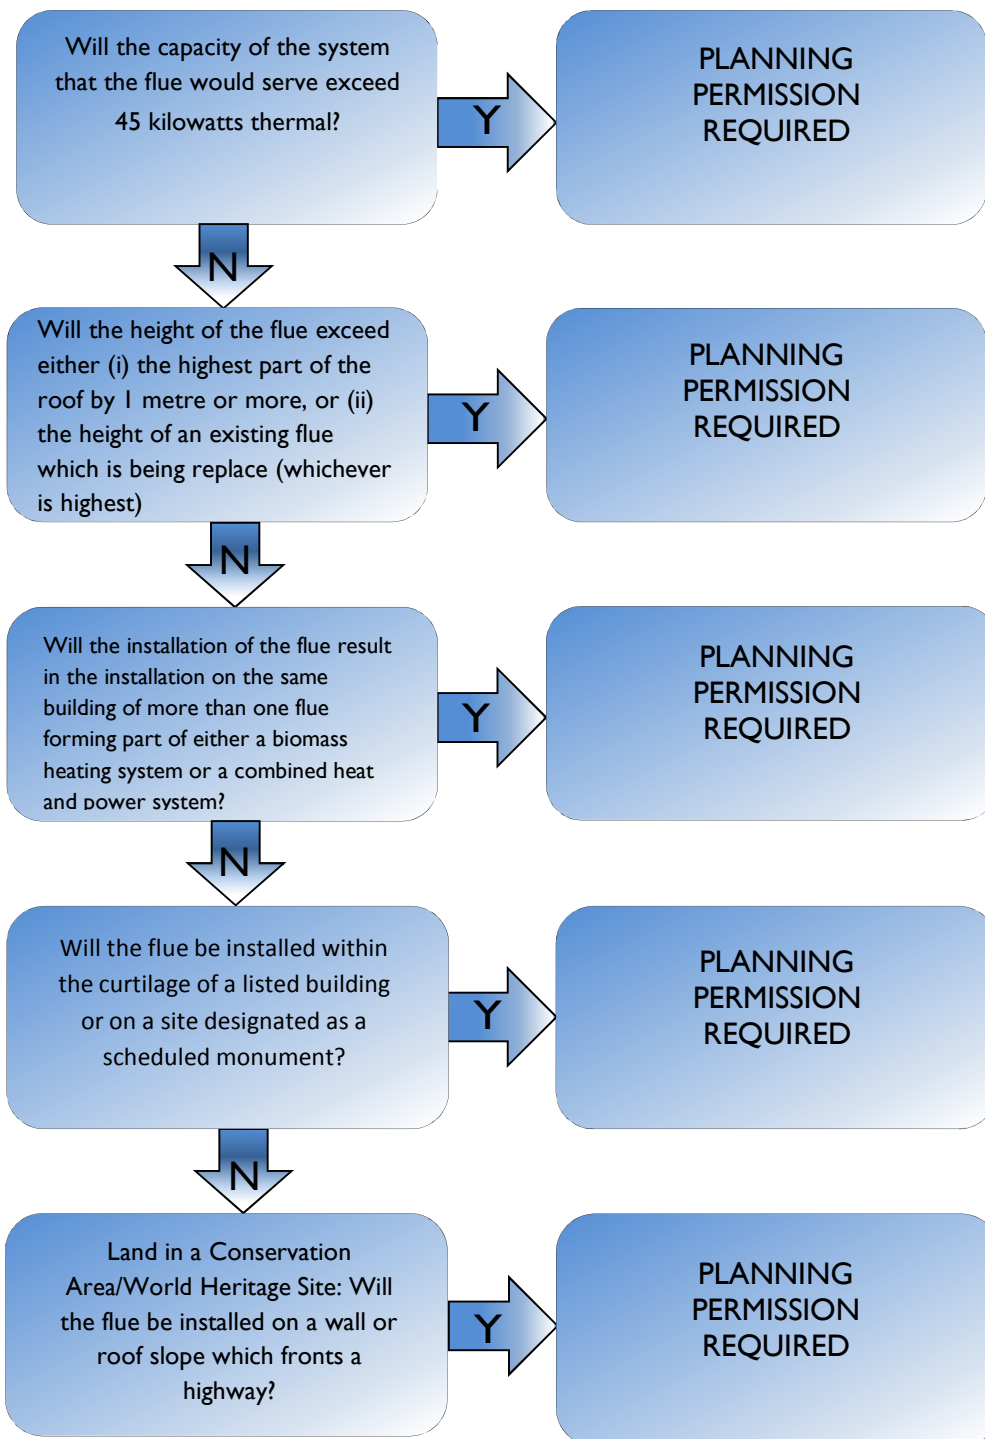 Will the capacity of the system
that the flue would serve exceed
45 kilowatts thermal?
Y
PLANNING
PERMISSION
REQUIRED
N
Will the height of the flue exceed
either (i) the highest part of the
roof by 1 metre or more, or (ii)
the height of an existing flue
which is being replace (whichever
is highest)
Y
PLANNING
PERMISSION
REQUIRED
N
Will the installation of the flue result
in the installation on the same
building of more than one flue
forming part of either a biomass
heating system or a combined heat
and power system?
Y
PLANNING
PERMISSION
REQUIRED
N
Will the flue be installed within
the curtilage of a listed building
or on a site designated as a
scheduled monument?
Y
PLANNING
PERMISSION
REQUIRED
N
Land in a Conservation
Area/World Heritage Site: Will
the flue be installed on a wall or
roof slope which fronts a
highway?
Y
PLANNING
PERMISSION
REQUIRED